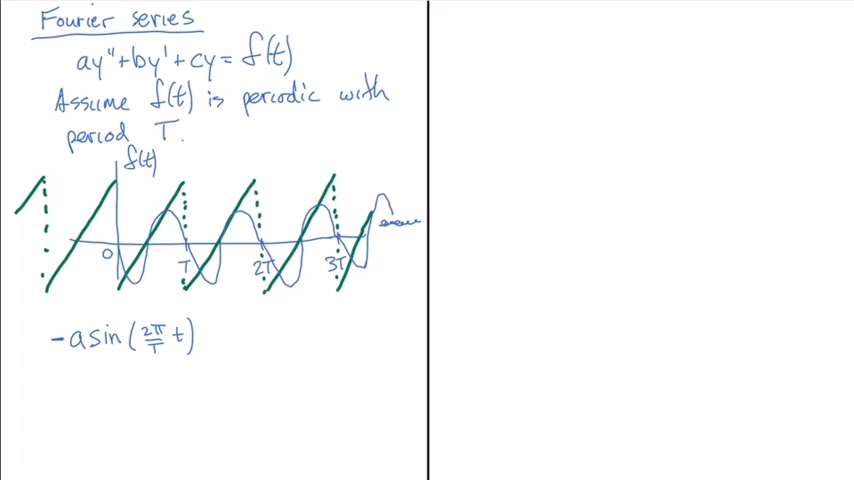 Fourier series
ay" + by' + cy = f(t)
Assume f(t) is periodic with
period T.
f(t)
0 T 2T 3T
- a sin (2π/T t)